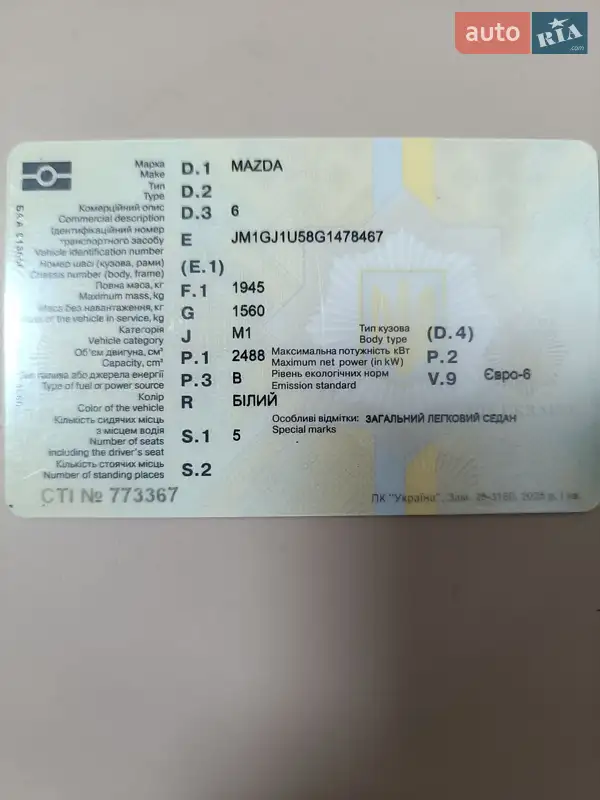 auto RIA .com
Марка
Make D.1 MAZDA
Тип
Type D.2
Комерційний опис
Commercial description D.3 6
Ідентифікаційний номер
транспортного засобу
Vehicle identification number E JM1GJ1U58G1478467
Номер шасі (кузова, рами)
Chassis number (body, frame) (E.1)
Повна маса, кг
Maximum mass, kg F.1 1945
Маса без навантаження, кг
of the vehicle in service, kg G 1560
Категорія
Vehicle category J M1 Тип кузова
Body type (D.4)
Об'єм двигуна, см³
Capacity, cm³ P.1 2488 Максимальна потужність кВт
Maximum net power (in kW) P.2
палива або джерела енергії
Type of fuel or power source P.3 B Рівень екологічних норм
Emission standard V.9 Євро-6
Колір
Color of the vehicle R БІЛИЙ
Кількість сидячих місць
з місцем водія
Number of seats
including the driver's seat S.1 5 Особливі відмітки: ЗАГАЛЬНИЙ ЛЕГКОВИЙ СЕДАН
Special marks
Кількість стоячих місць
Number of standing places S.2
СТІ № 773367
ПК "Україна". Зам.